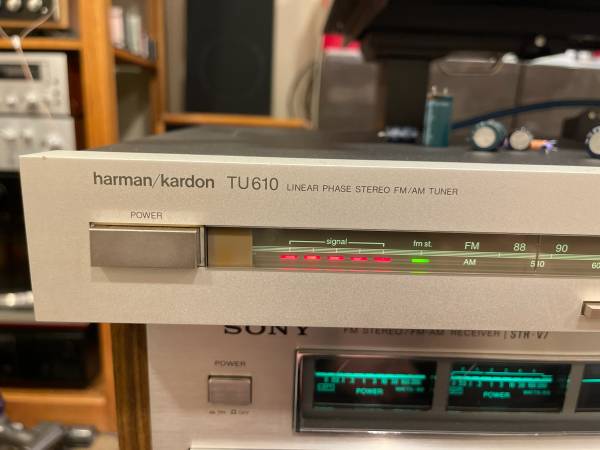 harman/kardon TU610 LINEAR PHASE STEREO FM/AM TUNER
POWER
signal
fm st.
FM 88 90
AM 540 60
SONY FM STEREO/FM-AM RECEIVER STR-V7
POWER
POWER
POWER